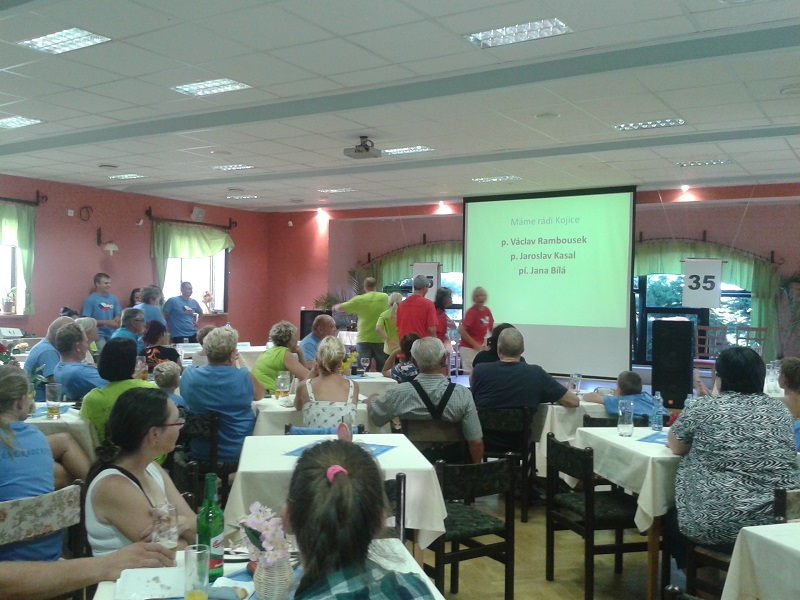 Máme rádi Kojice
p. Václav Rambousek
p. Jaroslav Kasal
pí. Jana Bílá
35